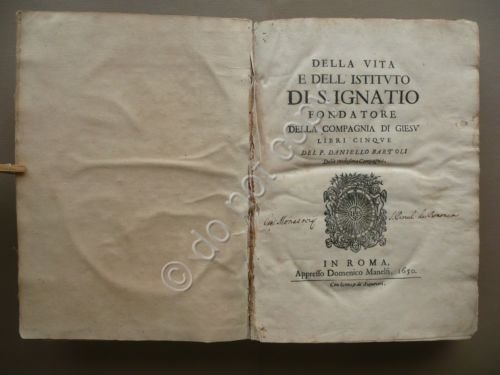 DELLA VITA
E DELL ISTITVTO
DI S. IGNATIO
FONDATORE
DELLA COMPAGNIA DI GIESV
LIBRI CINQVE
DEL P. DANIELLO BARTOLI
Della medesima Compagnia.
IN ROMA,
Appresso Domenico Manelfi, 1650.
Con licenza de' Superiori.